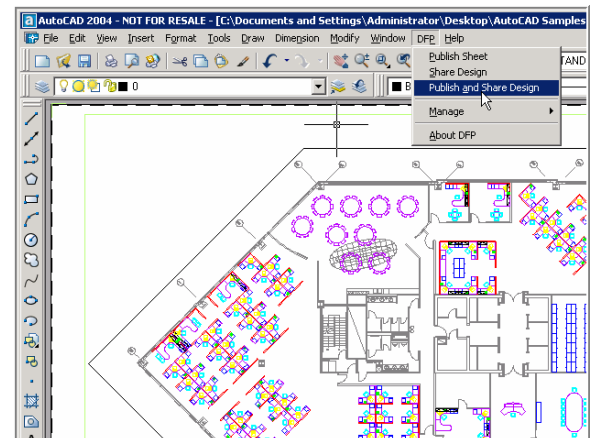 AutoCAD 2004 - NOT FOR RESALE - [C:\Documents and Settings\Administrator\Desktop\AutoCAD Samples
File Edit View Insert Format Tools Draw Dimension Modify Window DFP Help
Publish Sheet
TAND
Share Design
0
B
Publish and Share Design
Manage
About DFP
A